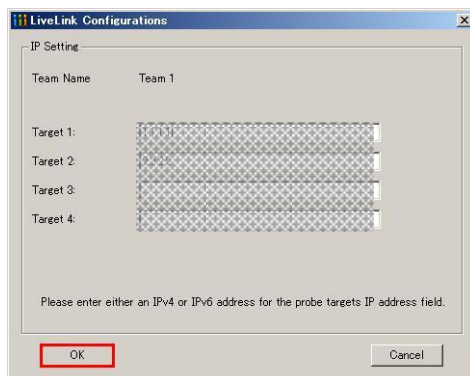 LiveLink Configurations
IP Setting
Team Name Team 1
Target 1:
Target 2:
Target 3:
Target 4:
Please enter either an IPv4 or IPv6 address for the probe targets IP address field.
OK Cancel